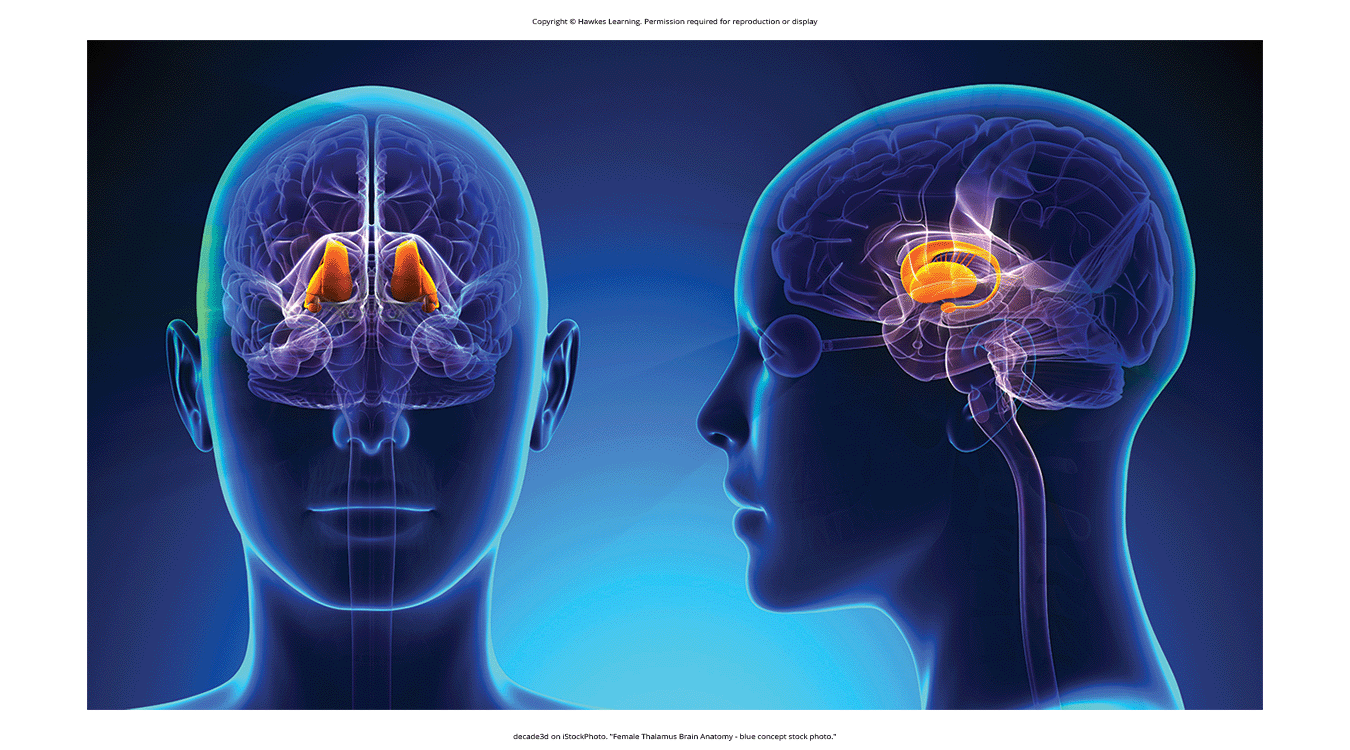 Copyright © Hawkes Learning. Permission required for reproduction or display
decade3d on iStockPhoto. "Female Thalamus Brain Anatomy - blue concept stock photo."